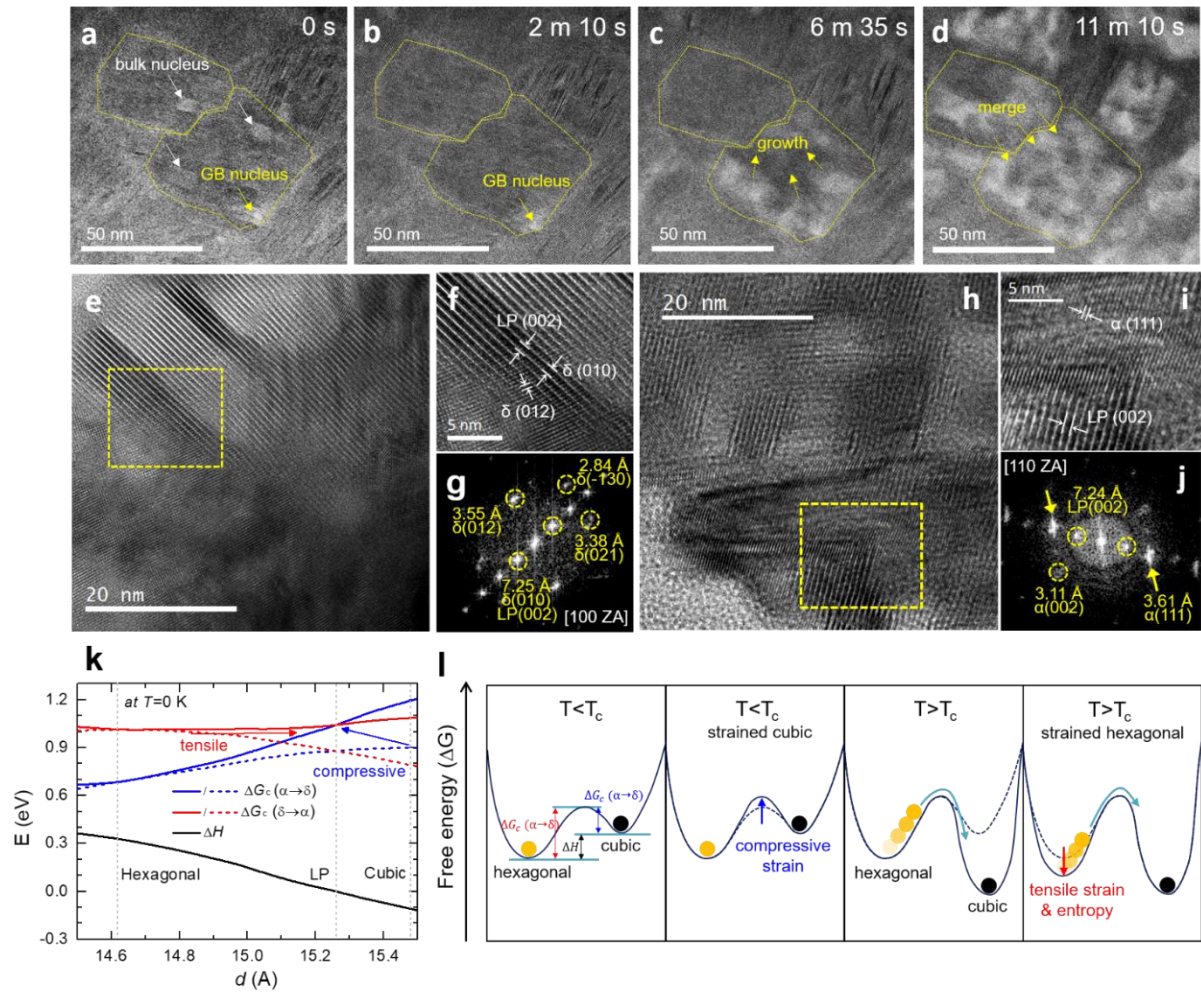 a
0 s
bulk nucleus
GB nucleus
50 nm
b
2 m 10 s
GB nucleus
50 nm
c
6 m 35 s
growth
50 nm
d
11 m 10 s
merge
50 nm
e
20 nm
f
LP (002)
δ (010)
δ (012)
5 nm
g
2.84 Å
δ(-130)
3.55 Å
δ(012)
3.38 Å
δ(021)
7.25 Å
δ(010)
LP(002)
[100 ZA]
h
20 nm
i
5 nm
α (111)
LP (002)
j
[110 ZA]
7.24 Å
LP(002)
3.11 Å
α(002)
3.61 Å
α(111)
k
at T=0 K
1.2
0.9
0.6
0.3
0.0
-0.3
E (eV)
tensile
compressive
ΔGc (α→δ)
ΔGc (δ→α)
ΔH
Hexagonal
LP
Cubic
14.6
14.8
15.0
15.2
15.4
d (A)
l
Free energy (ΔG)
T<Tc
ΔGc (α→δ)
ΔGc (α→δ)
ΔH
cubic
hexagonal
T<Tc
strained cubic
compressive
strain
T>Tc
hexagonal
cubic
T>Tc
strained hexagonal
tensile strain
& entropy